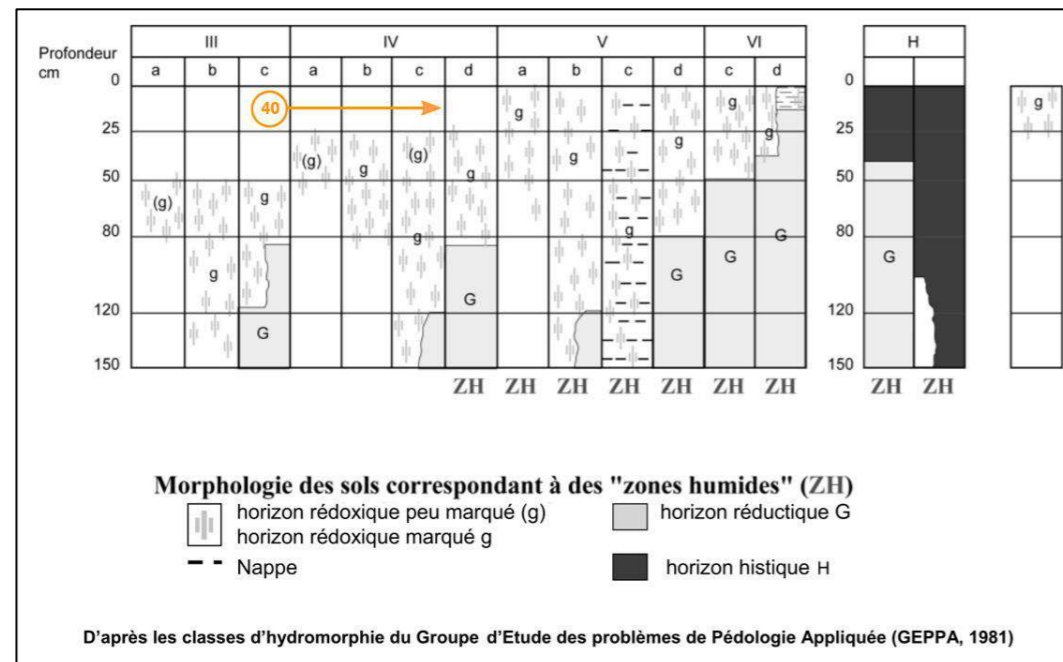 III IV V VI H
Profondeur
cm
a b c a b c d a b c d c d
0 0
g g g g
40
25 25
(g) (g) g g g
g g
50 50
(g) g
80 80
g g g G
G G G
120 120
G
150 150
ZH ZH ZH ZH ZH ZH ZH ZH ZH
Morphologie des sols correspondant à des "zones humides" (ZH)
horizon rédoxique peu marqué (g) horizon réductique G
horizon rédoxique marqué g
Nappe horizon histique H
D'après les classes d'hydromorphie du Groupe d'Etude des problèmes de Pédologie Appliquée (GEPPA, 1981)